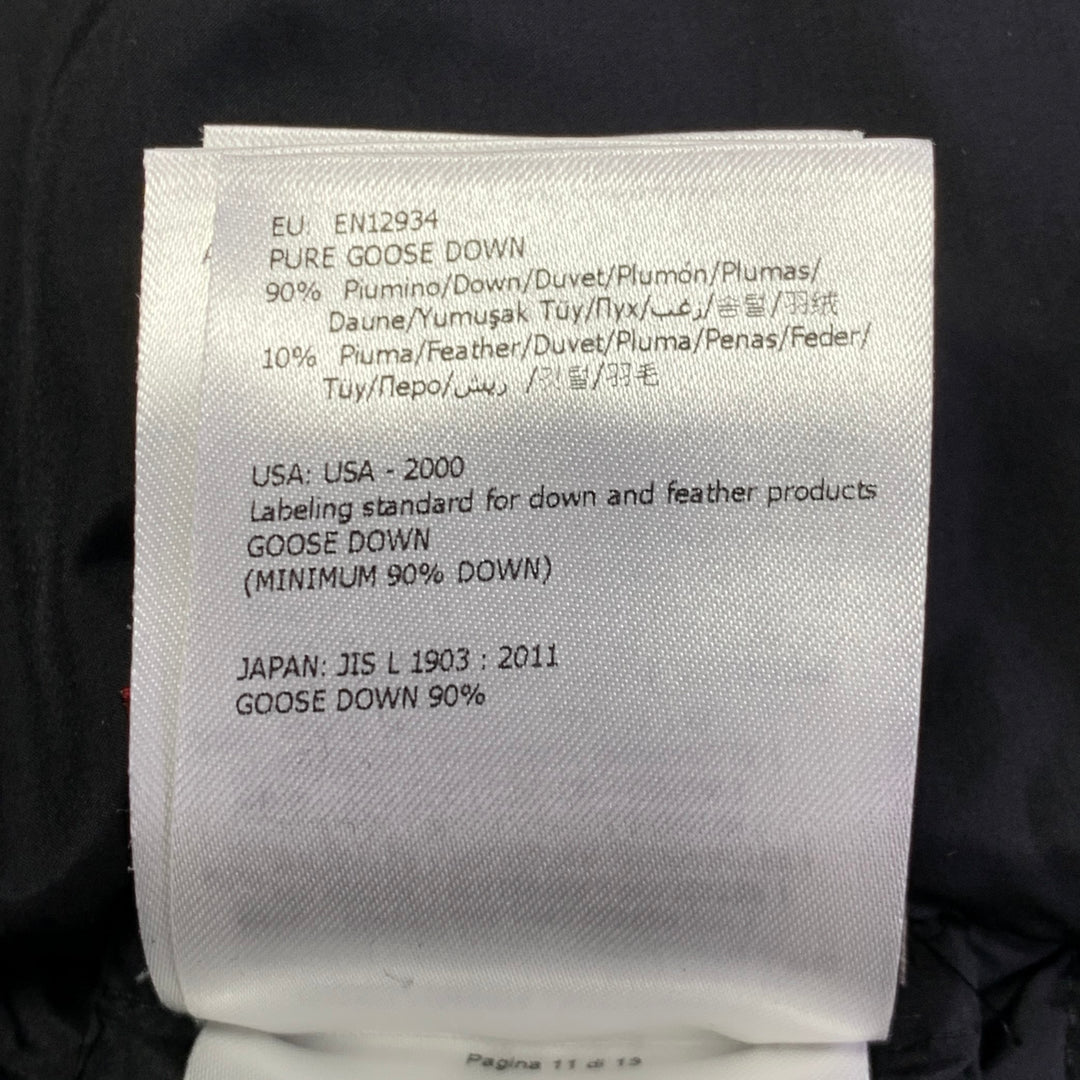 EU: EN12934
PURE GOOSE DOWN
90% Piumino/Down/Duvet/Plumón/Plumas/
Daune/Yumuşak Tüy/Пух/زغب/솜털/羽绒
10% Piuma/Feather/Duvet/Pluma/Penas/Feder/
Tüy/Перо/ريش /깃털/羽毛
USA: USA - 2000
Labeling standard for down and feather products
GOOSE DOWN
(MINIMUM 90% DOWN)
JAPAN: JIS L 1903 : 2011
GOOSE DOWN 90%
Pagina 11 di 13